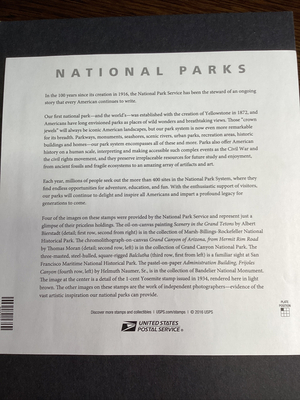 NATIONAL PARKS
In the 100 years since its creation in 1916, the National Park Service has been the steward of an ongoing
story that every American continues to write.
Our first national park—and the world's—was established with the creation of Yellowstone in 1872, and
Americans have long envisioned parks as places of wild wonders and breathtaking views. Those "crown
jewels" will always be iconic American landscapes, but our park system is now even more remarkable
for its breadth. Parkways, monuments, seashores, scenic rivers, urban parks, recreation areas, historic
buildings and homes—our park system encompasses all of these and more. Parks also offer American
history on a human scale, interpreting and making accessible such complex events as the Civil War and
the civil rights movement, and they preserve irreplaceable resources for future study and enjoyment,
from ancient fossils and fragile ecosystems to an amazing array of artifacts and art.
Each year, millions of people seek out the more than 400 sites in the National Park System, where they
find endless opportunities for adventure, education, and fun. With the enthusiastic support of visitors,
our parks will continue to delight and inspire all Americans and impart a profound legacy for
generations to come.
Four of the images on these stamps were provided by the National Park Service and represent just a
glimpse of their priceless holdings. The oil-on-canvas painting Scenery in the Grand Tetons by Albert
Bierstadt (detail; first row, second from right) is in the collection of Marsh-Billings-Rockefeller National
Historical Park. The chromolithograph-on-canvas Grand Canyon of Arizona, from Hermit Rim Road
by Thomas Moran (detail; second row, left) is in the collection of Grand Canyon National Park. The
three-masted, steel-hulled, square-rigged Balclutha (third row, first from left) is a familiar sight at San
Francisco Maritime National Historical Park. The pastel-on-paper Administration Building, Frijoles
Canyon (fourth row, left) by Helmuth Naumer, Sr., is in the collection of Bandelier National Monument.
The image at the center is a detail of the 1-cent Yosemite stamp issued in 1934, rendered here in light
brown. The other images on these stamps are the work of independent photographers—evidence of the
vast artistic inspiration our national parks can provide.
Discover more stamps and collectibles | USPS.com/stamps | © 2016 USPS
UNITED STATES
POSTAL SERVICE
PLATE
POSITION